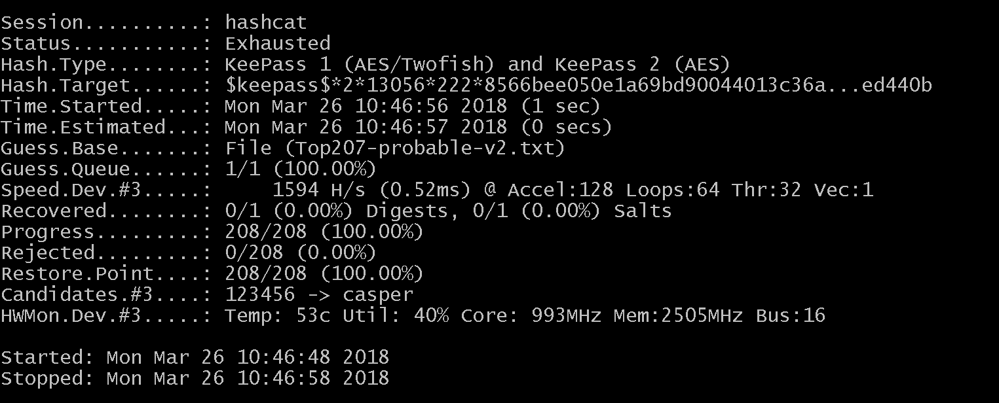 Session..........: hashcat
Status...........: Exhausted
Hash.Type........: KeePass 1 (AES/Twofish) and KeePass 2 (AES)
Hash.Target......: $keepass$*2*13056*222*8566bee050e1a69bd90044013c36a...ed440b
Time.Started.....: Mon Mar 26 10:46:56 2018 (1 sec)
Time.Estimated...: Mon Mar 26 10:46:57 2018 (0 secs)
Guess.Base.......: File (Top207-probable-v2.txt)
Guess.Queue......: 1/1 (100.00%)
Speed.Dev.#3.....:     1594 H/s (0.52ms) @ Accel:128 Loops:64 Thr:32 Vec:1
Recovered........: 0/1 (0.00%) Digests, 0/1 (0.00%) Salts
Progress.........: 208/208 (100.00%)
Rejected.........: 0/208 (0.00%)
Restore.Point....: 208/208 (100.00%)
Candidates.#3....: 123456 -> casper
HWMon.Dev.#3.....: Temp: 53c Util: 40% Core: 993MHz Mem:2505MHz Bus:16
Started: Mon Mar 26 10:46:48 2018
Stopped: Mon Mar 26 10:46:58 2018